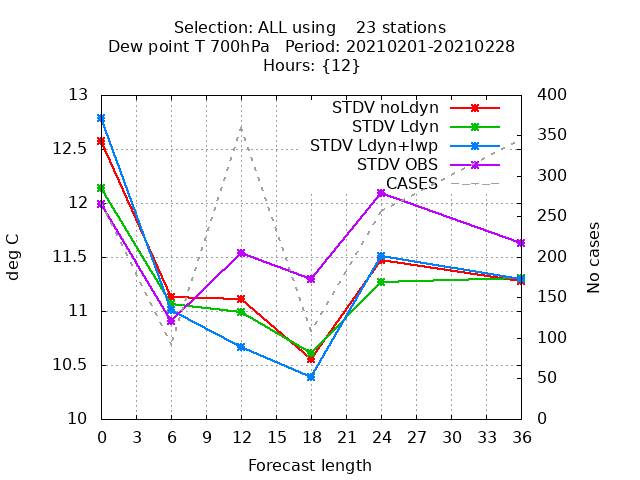 Selection: ALL using    23 stations
Dew point T 700hPa   Period: 20210201-20210228
Hours: {12}
13
12.5
12
11.5
11
10.5
10
deg C
STDV noLdyn
STDV Ldyn
STDV Ldyn+lwp
STDV OBS
CASES
400
350
300
250
200
150
100
50
0
No cases
0 3 6 9 12 15 18 21 24 27 30 33 36
Forecast length